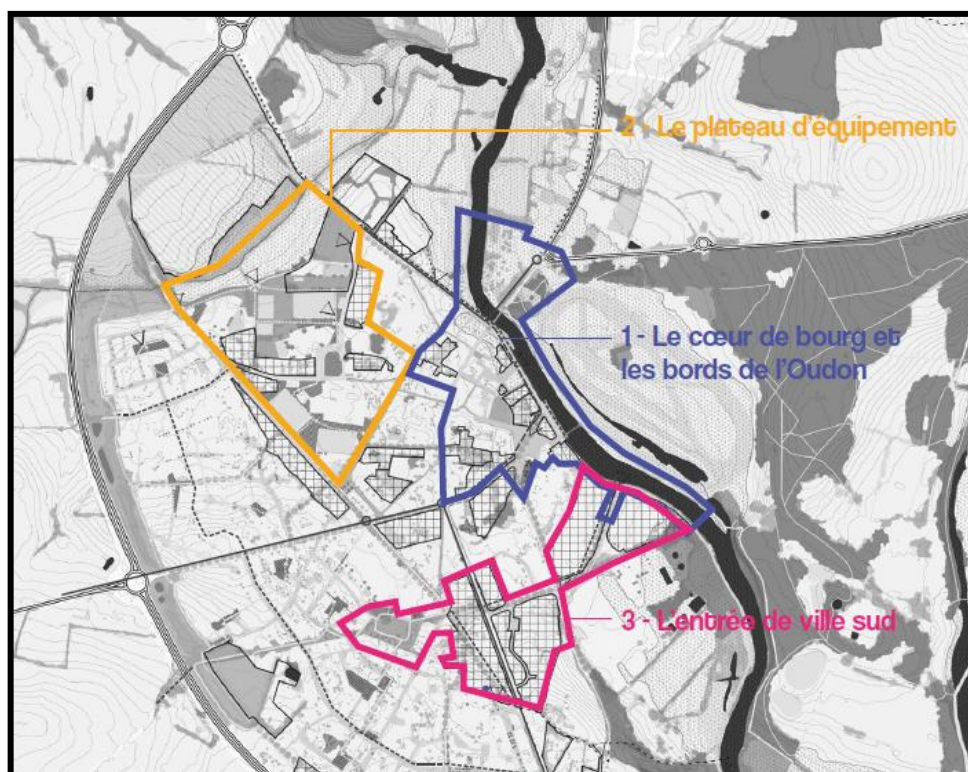 2 - Le plateau d'équipement
1 - Le cœur de bourg et
les bords de l'Oudon
3 - L'entrée de ville sud